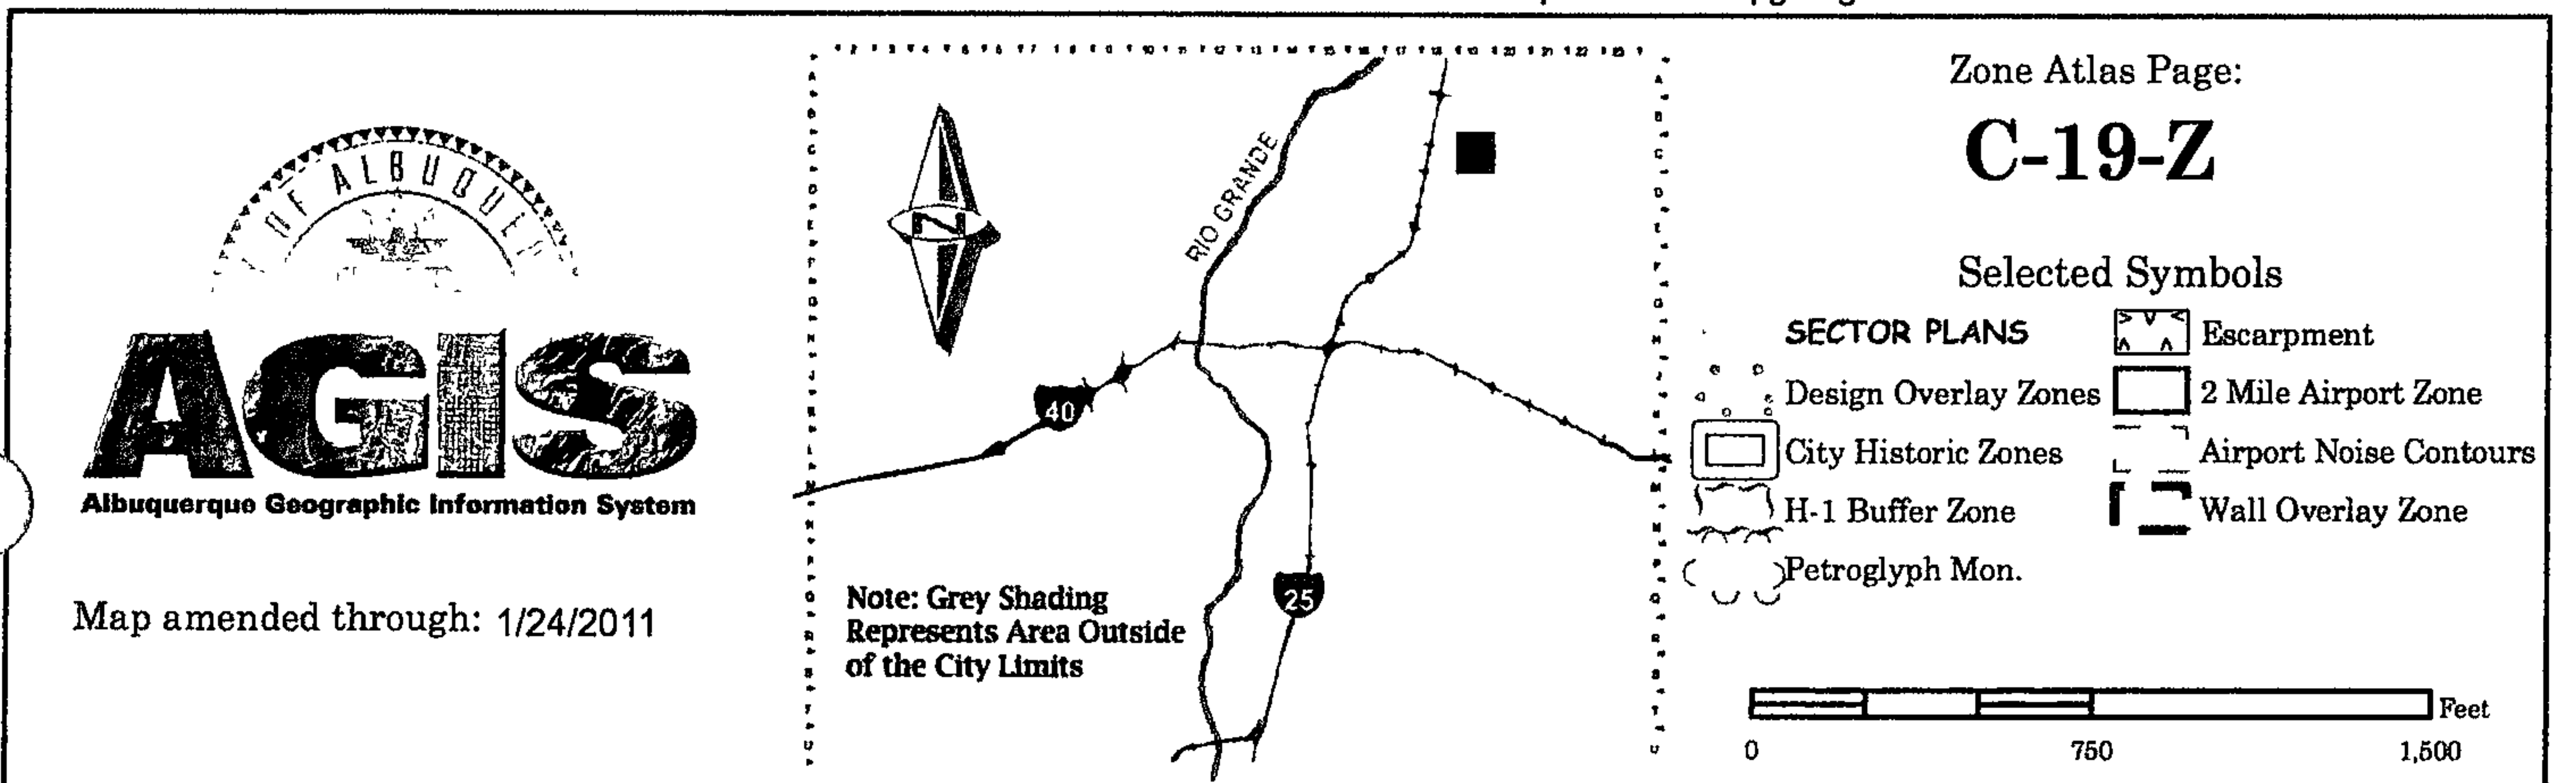 OF ALBUQUER
AGIS
Albuquerque Geographic Information System
Map amended through: 1/24/2011
RIO GRANDE
40
25
N
Note: Grey Shading
Represents Area Outside
of the City Limits
Zone Atlas Page:
C-19-Z
Selected Symbols
SECTOR PLANS
Escarpment
Design Overlay Zones
2 Mile Airport Zone
City Historic Zones
Airport Noise Contours
H-1 Buffer Zone
Wall Overlay Zone
Petroglyph Mon.
Feet
0 750 1,500